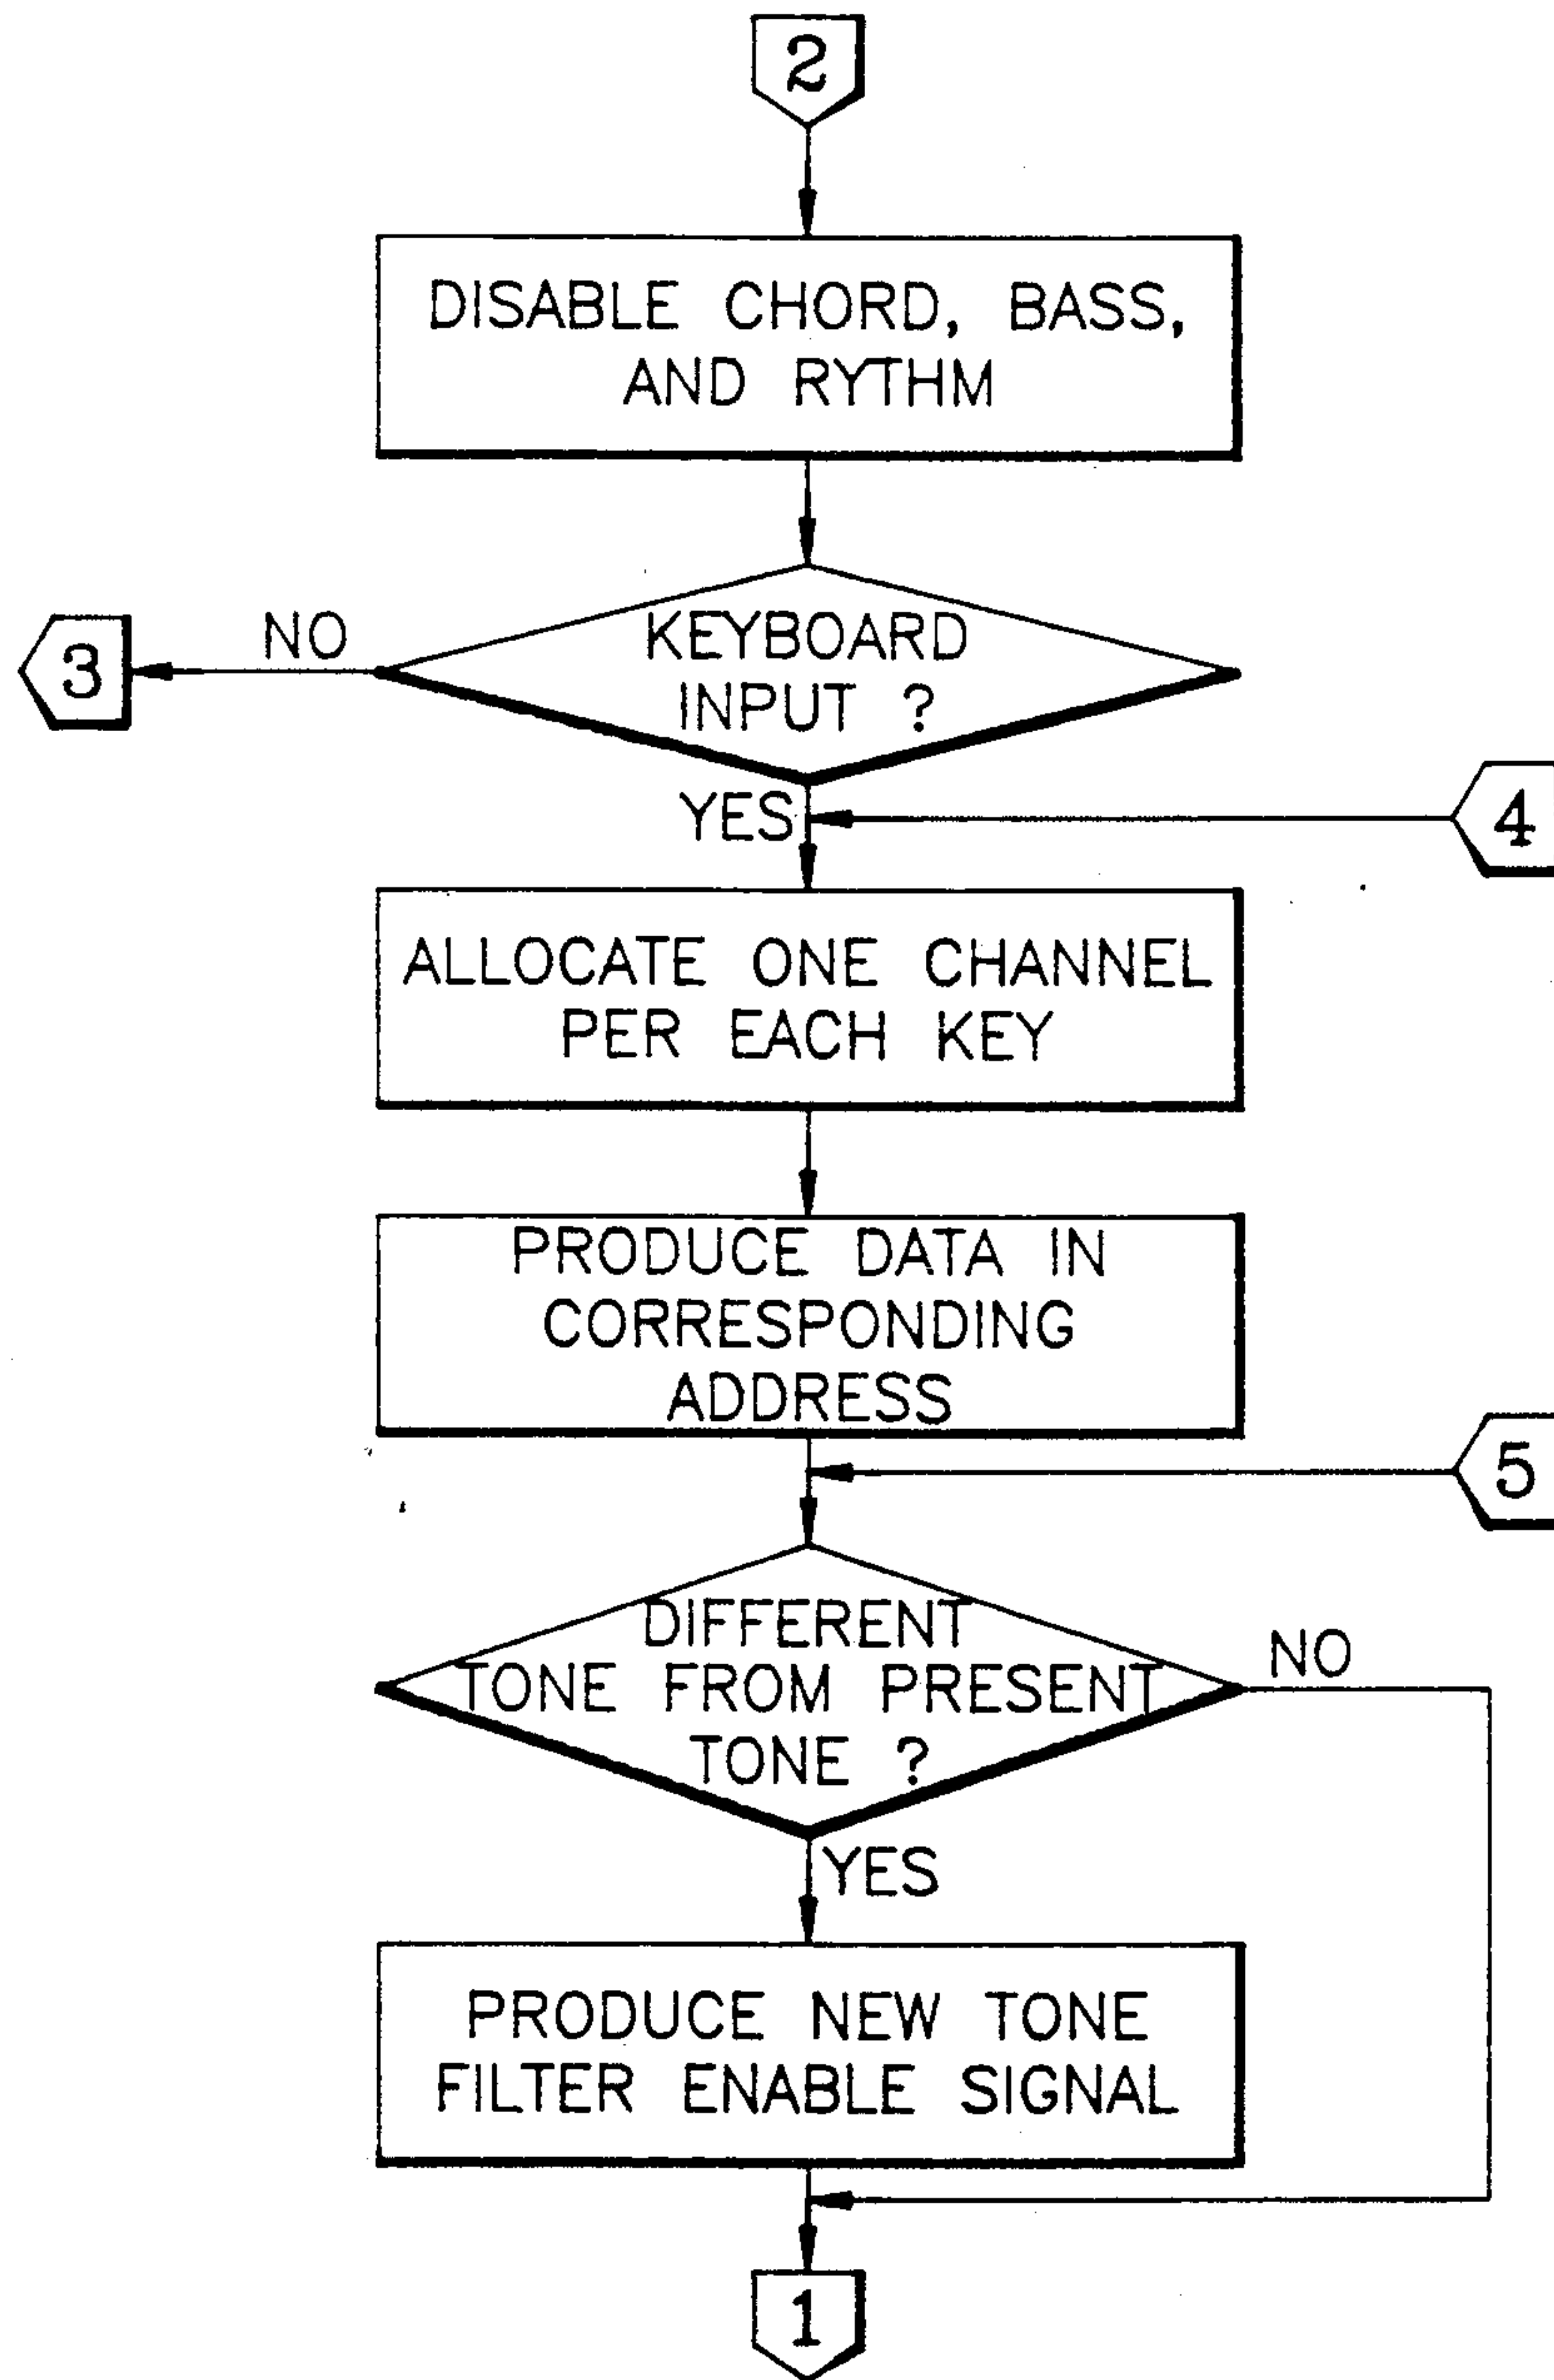 2
DISABLE CHORD, BASS,
AND RYTHM
NO
3
KEYBOARD
INPUT ?
YES
4
ALLOCATE ONE CHANNEL
PER EACH KEY
PRODUCE DATA IN
CORRESPONDING
ADDRESS
5
DIFFERENT
TONE FROM PRESENT
TONE ?
NO
YES
PRODUCE NEW TONE
FILTER ENABLE SIGNAL
1